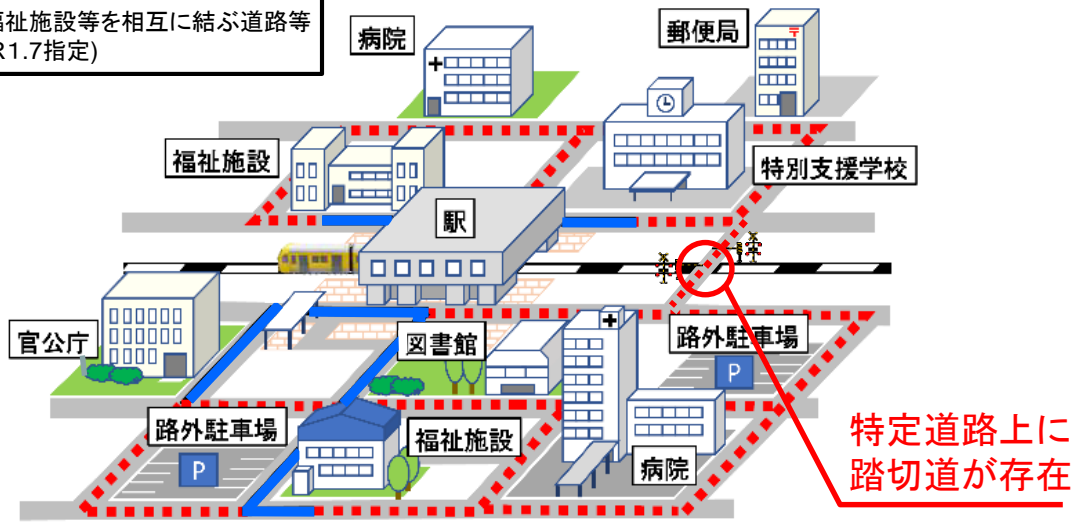 福祉施設等を相互に結ぶ道路等
R1.7指定)
病院
郵便局
福祉施設
特別支援学校
駅
官公庁
図書館
路外駐車場
P
路外駐車場
P
福祉施設
病院
特定道路上に
踏切道が存在